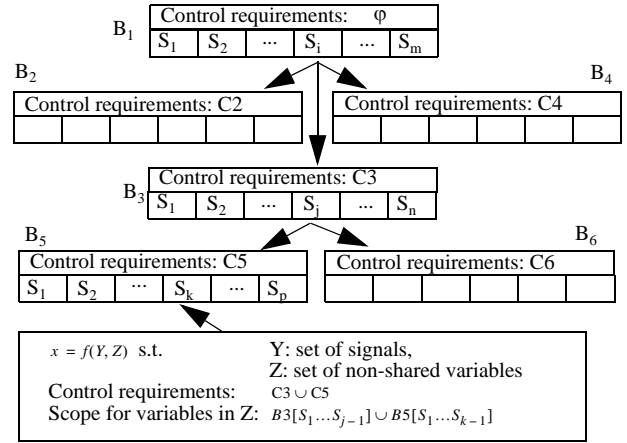 Control requirements: φ
B1
S1 S2 ... Si ... Sm
B2
B4
Control requirements: C2
Control requirements: C4
Control requirements: C3
B3
S1 S2 ... Sj ... Sn
B5
B6
Control requirements: C5
Control requirements: C6
S1 S2 ... Sk ... Sp
x = f(Y, Z) s.t. Y: set of signals,
Z: set of non-shared variables
Control requirements: C3 ∪ C5
Scope for variables in Z: B3[S1...Sj−1] ∪ B5[S1...Sk−1]